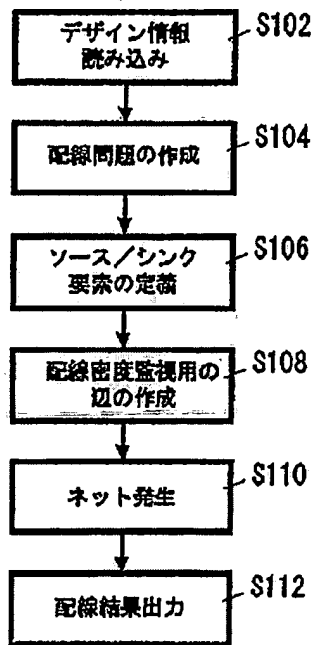 デザイン情報
読み込み
S102
配線問題の作成
S104
ソース／シンク
要素の定義
S106
配線密度監視用の
辺の作成
S108
ネット発生
S110
配線結果出力
S112